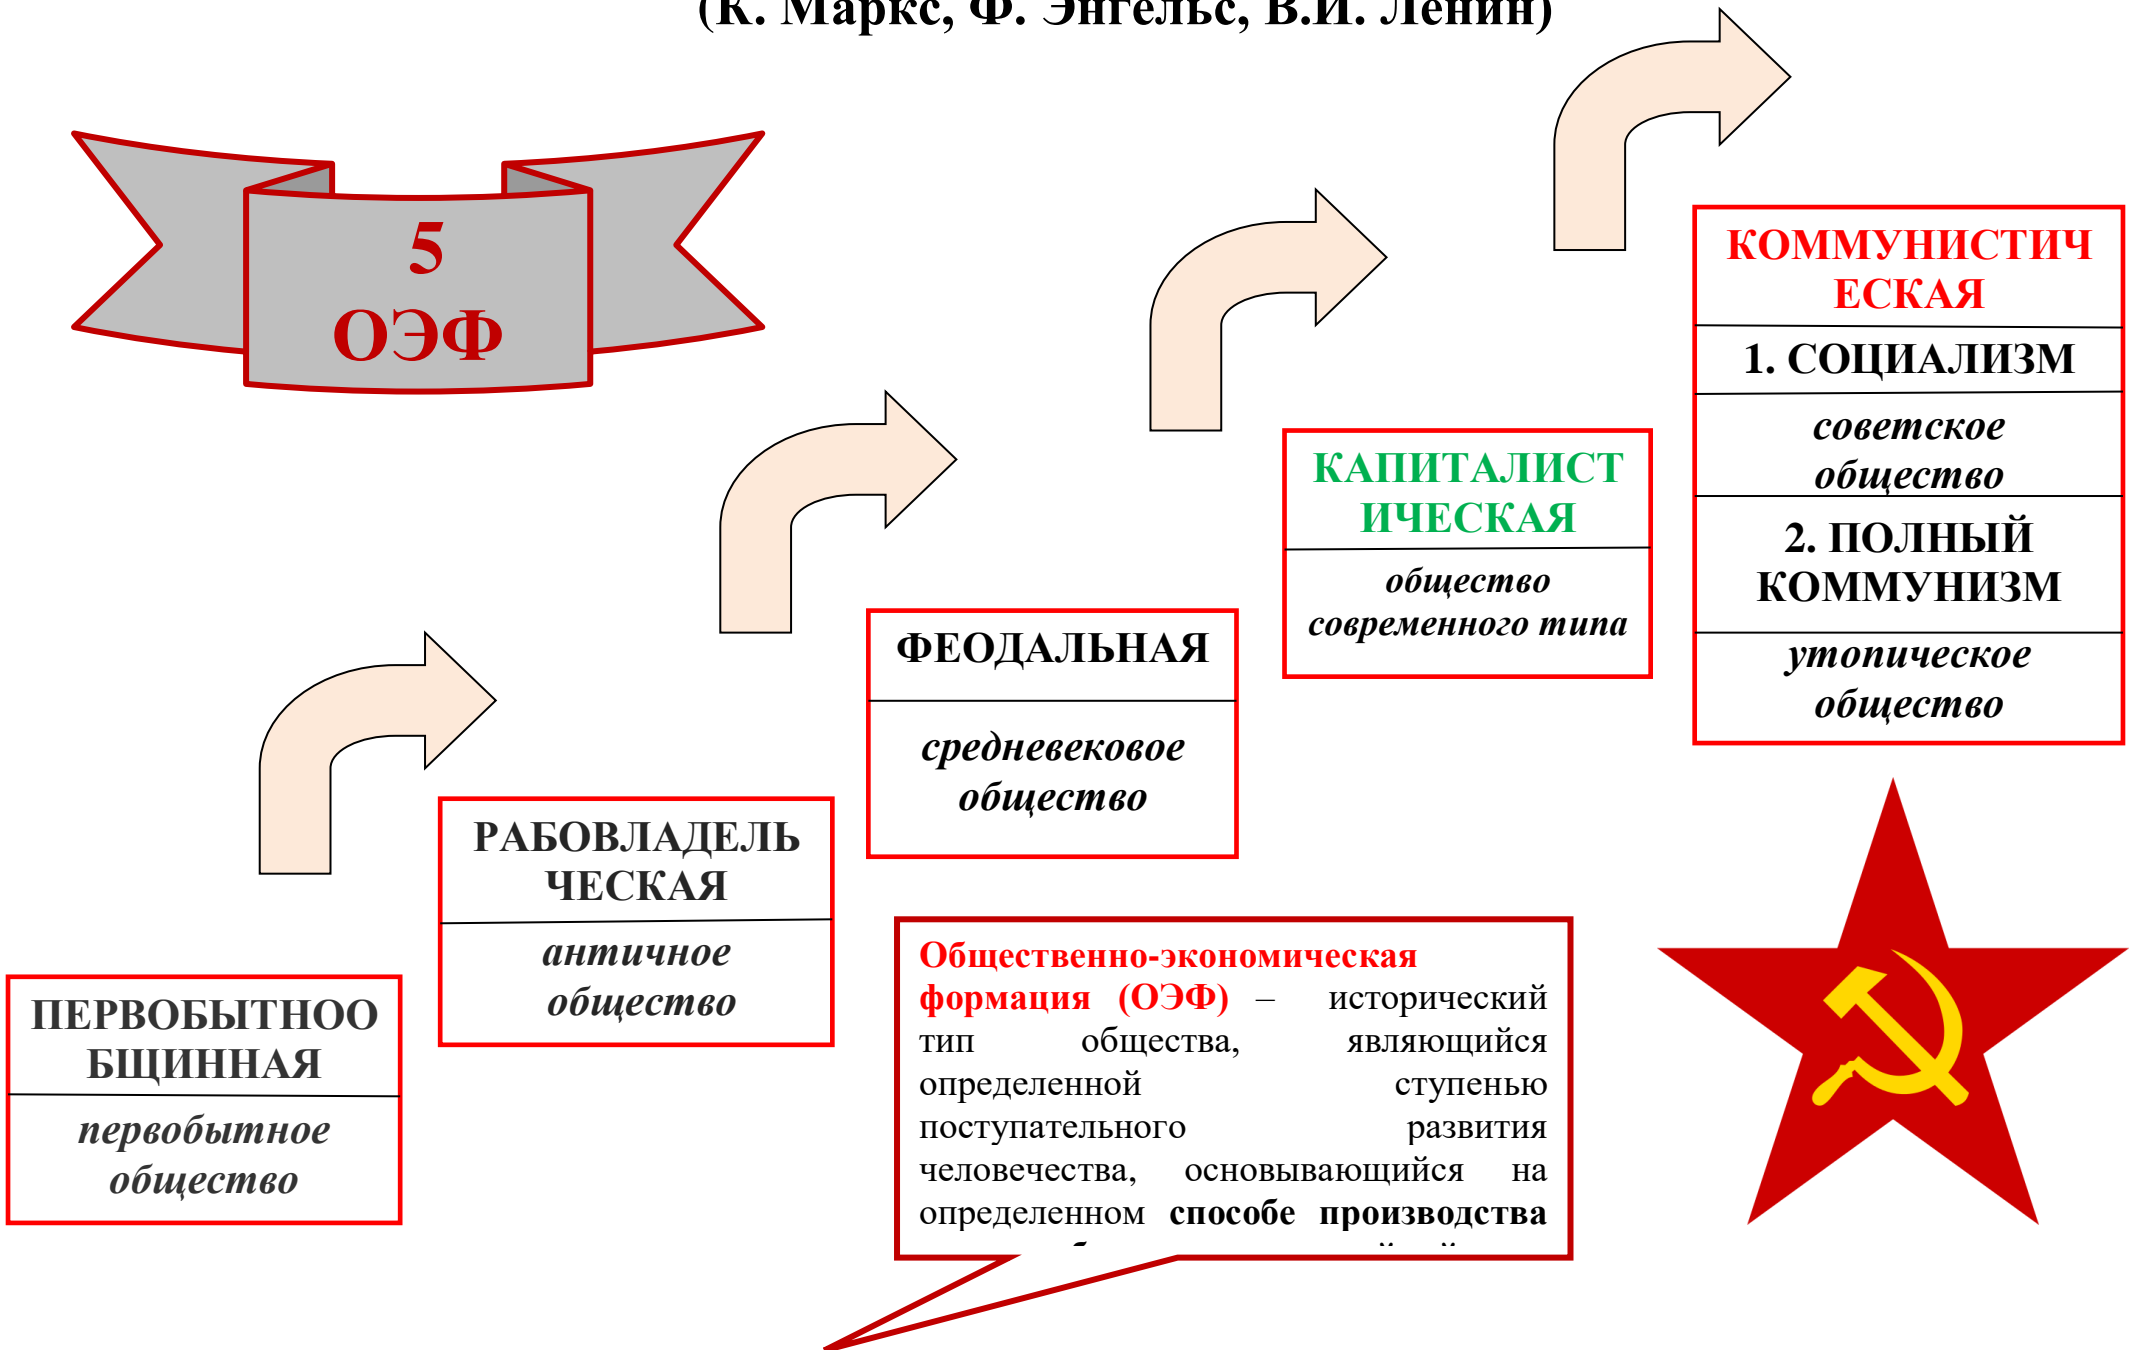 (К. Маркс, Ф. Энгельс, В.И. Ленин)
5
ОЭФ
КОММУНИСТИЧ
ЕСКАЯ
1. СОЦИАЛИЗМ
советское
общество
2. ПОЛНЫЙ
КОММУНИЗМ
утопическое
общество
КАПИТАЛИСТ
ИЧЕСКАЯ
общество
современного типа
ФЕОДАЛЬНАЯ
средневековое
общество
РАБОВЛАДЕЛЬ
ЧЕСКАЯ
античное
общество
ПЕРВОБЫТНОО
БЩИННАЯ
первобытное
общество
Общественно-экономическая
формация (ОЭФ) – исторический
тип общества, являющийся
определенной ступенью
поступательного развития
человечества, основывающийся на
определенном способе производства